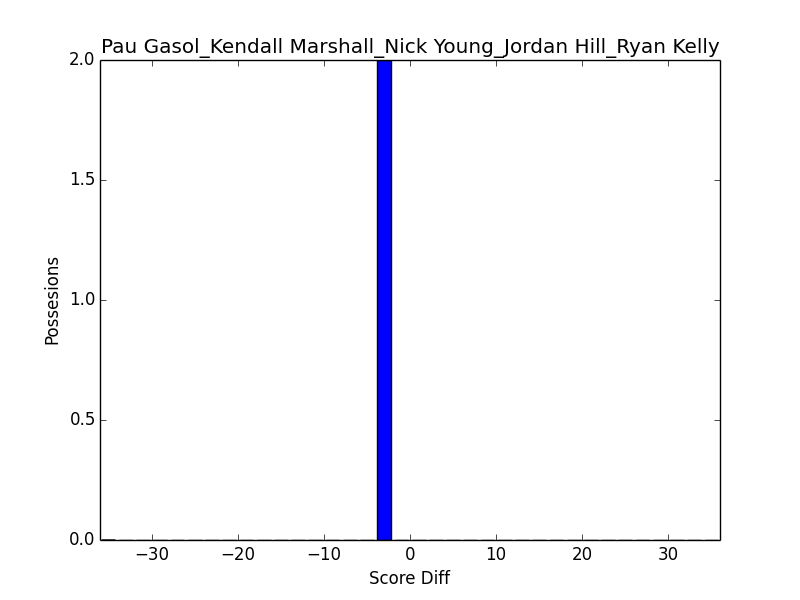 Pau Gasol_Kendall Marshall_Nick Young_Jordan Hill_Ryan Kelly
2.0
1.5
1.0
0.5
0.0
Possesions
−30 −20 −10 0 10 20 30
Score Diff